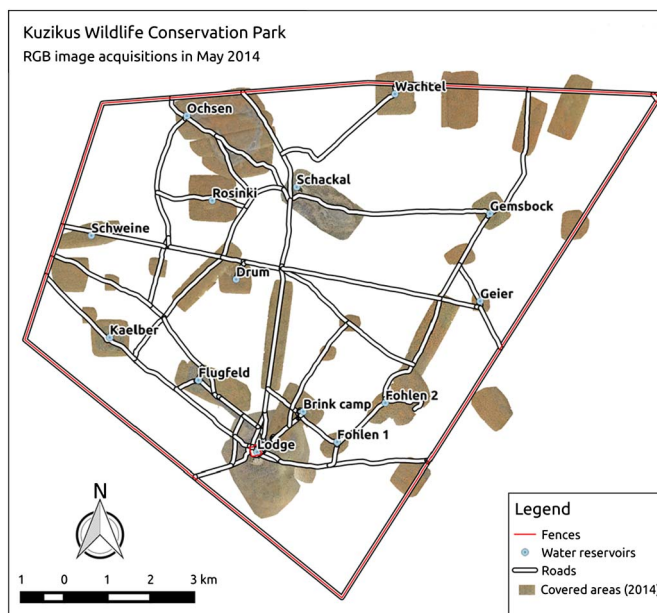 Kuzikus Wildlife Conservation Park
RGB image acquisitions in May 2014
Wachtel
Ochsen
Schackal
Rosinki
Gemsbock
Schweine
Drum
Geier
Kaelber
Flugfeld
Fohlen 2
Brink camp
Fohlen 1
Lodge
N
1 0 1 2 3 km
Legend
Fences
Water reservoirs
Roads
Covered areas (2014)